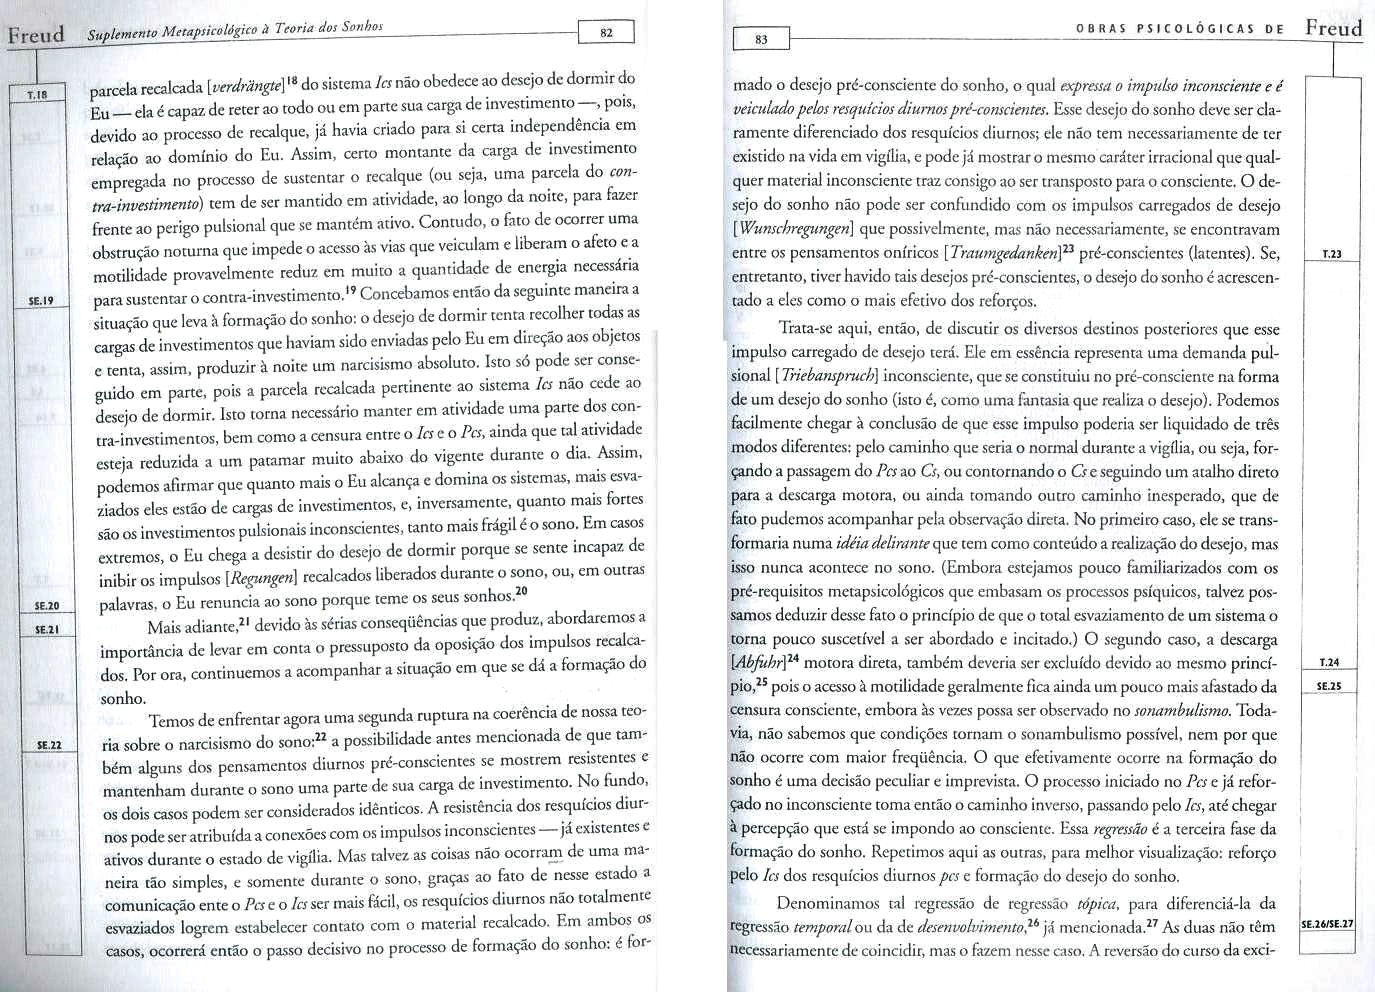 Freud Suplemento Metapsicológico à Teoria dos Sonhos 82
T.18
parcela recalcada [verdrängte]18 do sistema Ics não obedece ao desejo de dormir do
Eu — ela é capaz de reter ao todo ou em parte sua carga de investimento —, pois,
devido ao processo de recalque, já havia criado para si certa independência em
relação ao domínio do Eu. Assim, certo montante da carga de investimento
empregada no processo de sustentar o recalque (ou seja, uma parcela do con-
tra-investimento) tem de ser mantido em atividade, ao longo da noite, para fazer
frente ao perigo pulsional que se mantém ativo. Contudo, o fato de ocorrer uma
obstrução noturna que impede o acesso às vias que veiculam e liberam o afeto e a
motilidade provavelmente reduz em muito a quantidade de energia necessária
SE.19
para sustentar o contra-investimento.19 Concebamos então da seguinte maneira a
situação que leva à formação do sonho: o desejo de dormir tenta recolher todas as
cargas de investimentos que haviam sido enviadas pelo Eu em direção aos objetos
e tenta, assim, produzir à noite um narcisismo absoluto. Isto só pode ser conse-
guido em parte, pois a parcela recalcada pertinente ao sistema Ics não cede ao
desejo de dormir. Isto torna necessário manter em atividade uma parte dos con-
tra-investimentos, bem como a censura entre o Ics e o Pcs, ainda que tal atividade
esteja reduzida a um patamar muito abaixo do vigente durante o dia. Assim,
podemos afirmar que quanto mais o Eu alcança e domina os sistemas, mais esva-
ziados eles estão de cargas de investimentos, e, inversamente, quanto mais fortes
são os investimentos pulsionais inconscientes, tanto mais frágil é o sono. Em casos
extremos, o Eu chega a desistir do desejo de dormir porque se sente incapaz de
inibir os impulsos [Regungen] recalcados liberados durante o sono, ou, em outras
SE.20
palavras, o Eu renuncia ao sono porque teme os seus sonhos.20
SE.21
Mais adiante,21 devido às sérias conseqüências que produz, abordaremos a
importância de levar em conta o pressuposto da oposição dos impulsos recalca-
dos. Por ora, continuemos a acompanhar a situação em que se dá a formação do
sonho.
Temos de enfrentar agora uma segunda ruptura na coerência de nossa teo-
SE.22
ria sobre o narcisismo do sono:22 a possibilidade antes mencionada de que tam-
bém alguns dos pensamentos diurnos pré-conscientes se mostrem resistentes e
mantenham durante o sono uma parte de sua carga de investimento. No fundo,
os dois casos podem ser considerados idênticos. A resistência dos resquícios diur-
nos pode ser atribuída a conexões com os impulsos inconscientes — já existentes e
ativos durante o estado de vigília. Mas talvez as coisas não ocorram de uma ma-
neira tão simples, e somente durante o sono, graças ao fato de nesse estado a
comunicação ente o Pcs e o Ics ser mais fácil, os resquícios diurnos não totalmente
esvaziados logrem estabelecer contato com o material recalcado. Em ambos os
casos, ocorrerá então o passo decisivo no processo de formação do sonho: é for-
83 OBRAS PSICOLÓGICAS DE Freud
mado o desejo pré-consciente do sonho, o qual expressa o impulso inconsciente e é
veiculado pelos resquícios diurnos pré-conscientes. Esse desejo do sonho deve ser cla-
ramente diferenciado dos resquícios diurnos; ele não tem necessariamente de ter
existido na vida em vigília, e pode já mostrar o mesmo caráter irracional que qual-
quer material inconsciente traz consigo ao ser transposto para o consciente. O de-
sejo do sonho não pode ser confundido com os impulsos carregados de desejo
[Wunschregungen] que possivelmente, mas não necessariamente, se encontravam
entre os pensamentos oníricos [Traumgedanken]23 pré-conscientes (latentes). Se,
T.23
entretanto, tiver havido tais desejos pré-conscientes, o desejo do sonho é acrescen-
tado a eles como o mais efetivo dos reforços.
Trata-se aqui, então, de discutir os diversos destinos posteriores que esse
impulso carregado de desejo terá. Ele em essência representa uma demanda pul-
sional [Triebanspruch] inconsciente, que se constituiu no pré-consciente na forma
de um desejo do sonho (isto é, como uma fantasia que realiza o desejo). Podemos
facilmente chegar à conclusão de que esse impulso poderia ser liquidado de três
modos diferentes: pelo caminho que seria o normal durante a vigília, ou seja, for-
çando a passagem do Pcs ao Cs, ou contornando o Cs e seguindo um atalho direto
para a descarga motora, ou ainda tomando outro caminho inesperado, que de
fato pudemos acompanhar pela observação direta. No primeiro caso, ele se trans-
formaria numa idéia delirante que tem como conteúdo a realização do desejo, mas
isso nunca acontece no sono. (Embora estejamos pouco familiarizados com os
pré-requisitos metapsicológicos que embasam os processos psíquicos, talvez pos-
samos deduzir desse fato o princípio de que o total esvaziamento de um sistema o
torna pouco suscetível a ser abordado e incitado.) O segundo caso, a descarga
[Abfuhr]24 motora direta, também deveria ser excluído devido ao mesmo princí-
T.24
pio,25 pois o acesso à motilidade geralmente fica ainda um pouco mais afastado da
SE.25
censura consciente, embora às vezes possa ser observado no sonambulismo. Toda-
via, não sabemos que condições tornam o sonambulismo possível, nem por que
não ocorre com maior freqüência. O que efetivamente ocorre na formação do
sonho é uma decisão peculiar e imprevista. O processo iniciado no Pcs e já refor-
çado no inconsciente toma então o caminho inverso, passando pelo Ics, até chegar
à percepção que está se impondo ao consciente. Essa regressão é a terceira fase da
formação do sonho. Repetimos aqui as outras, para melhor visualização: reforço
pelo Ics dos resquícios diurnos pcs e formação do desejo do sonho.
Denominamos tal regressão de regressão tópica, para diferenciá-la da
regressão temporal ou da de desenvolvimento,26 já mencionada.27 As duas não têm
SE.26/SE.27
necessariamente de coincidir, mas o fazem nesse caso. A reversão do curso da exci-